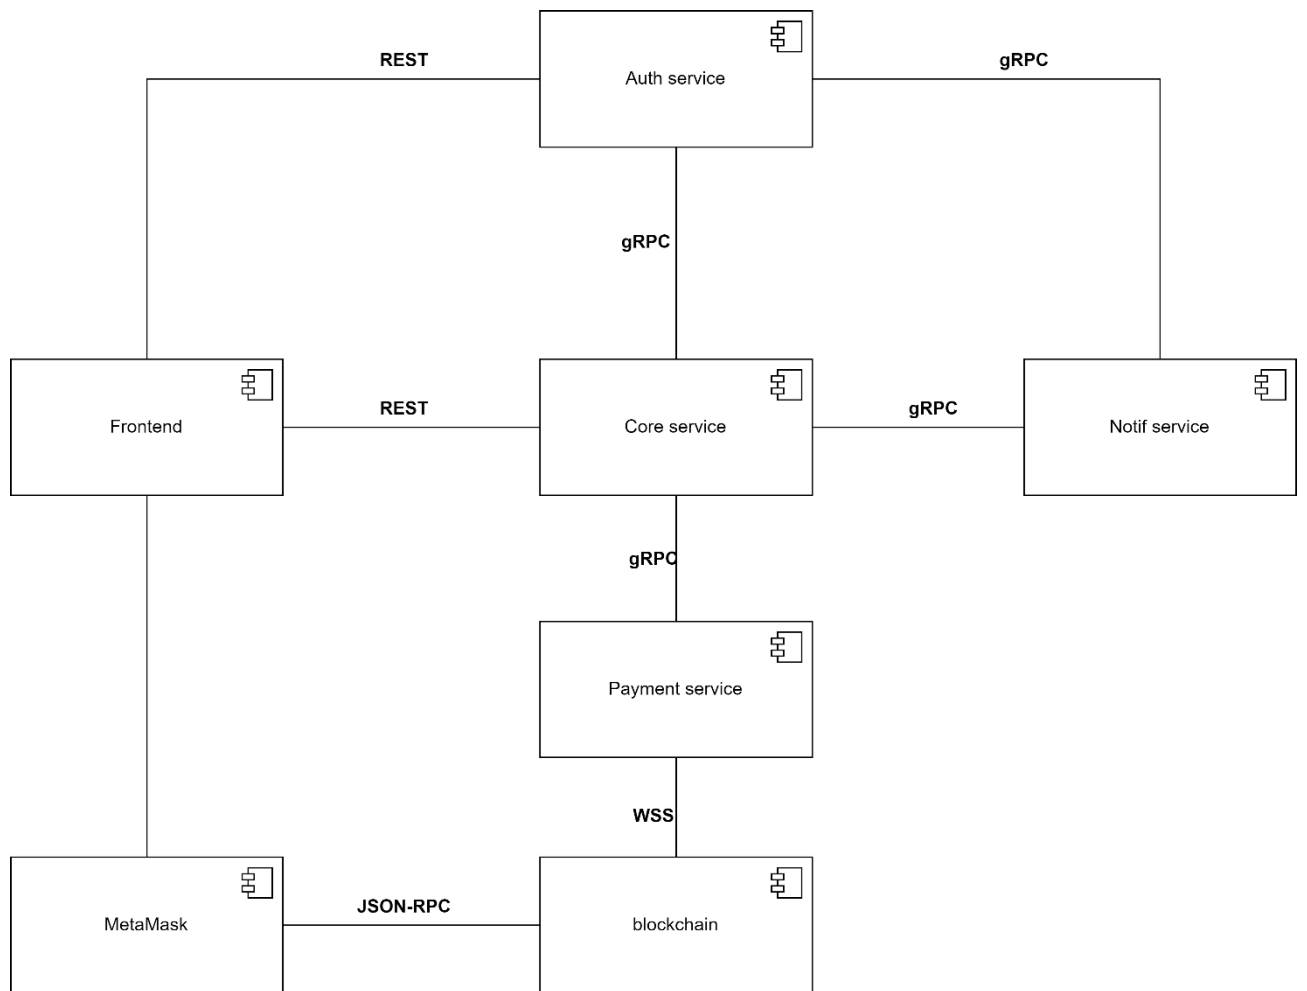 REST
gRPC
Auth service
gRPC
REST
gRPC
Frontend
Core service
Notif service
gRPC
Payment service
WSS
JSON-RPC
MetaMask
blockchain